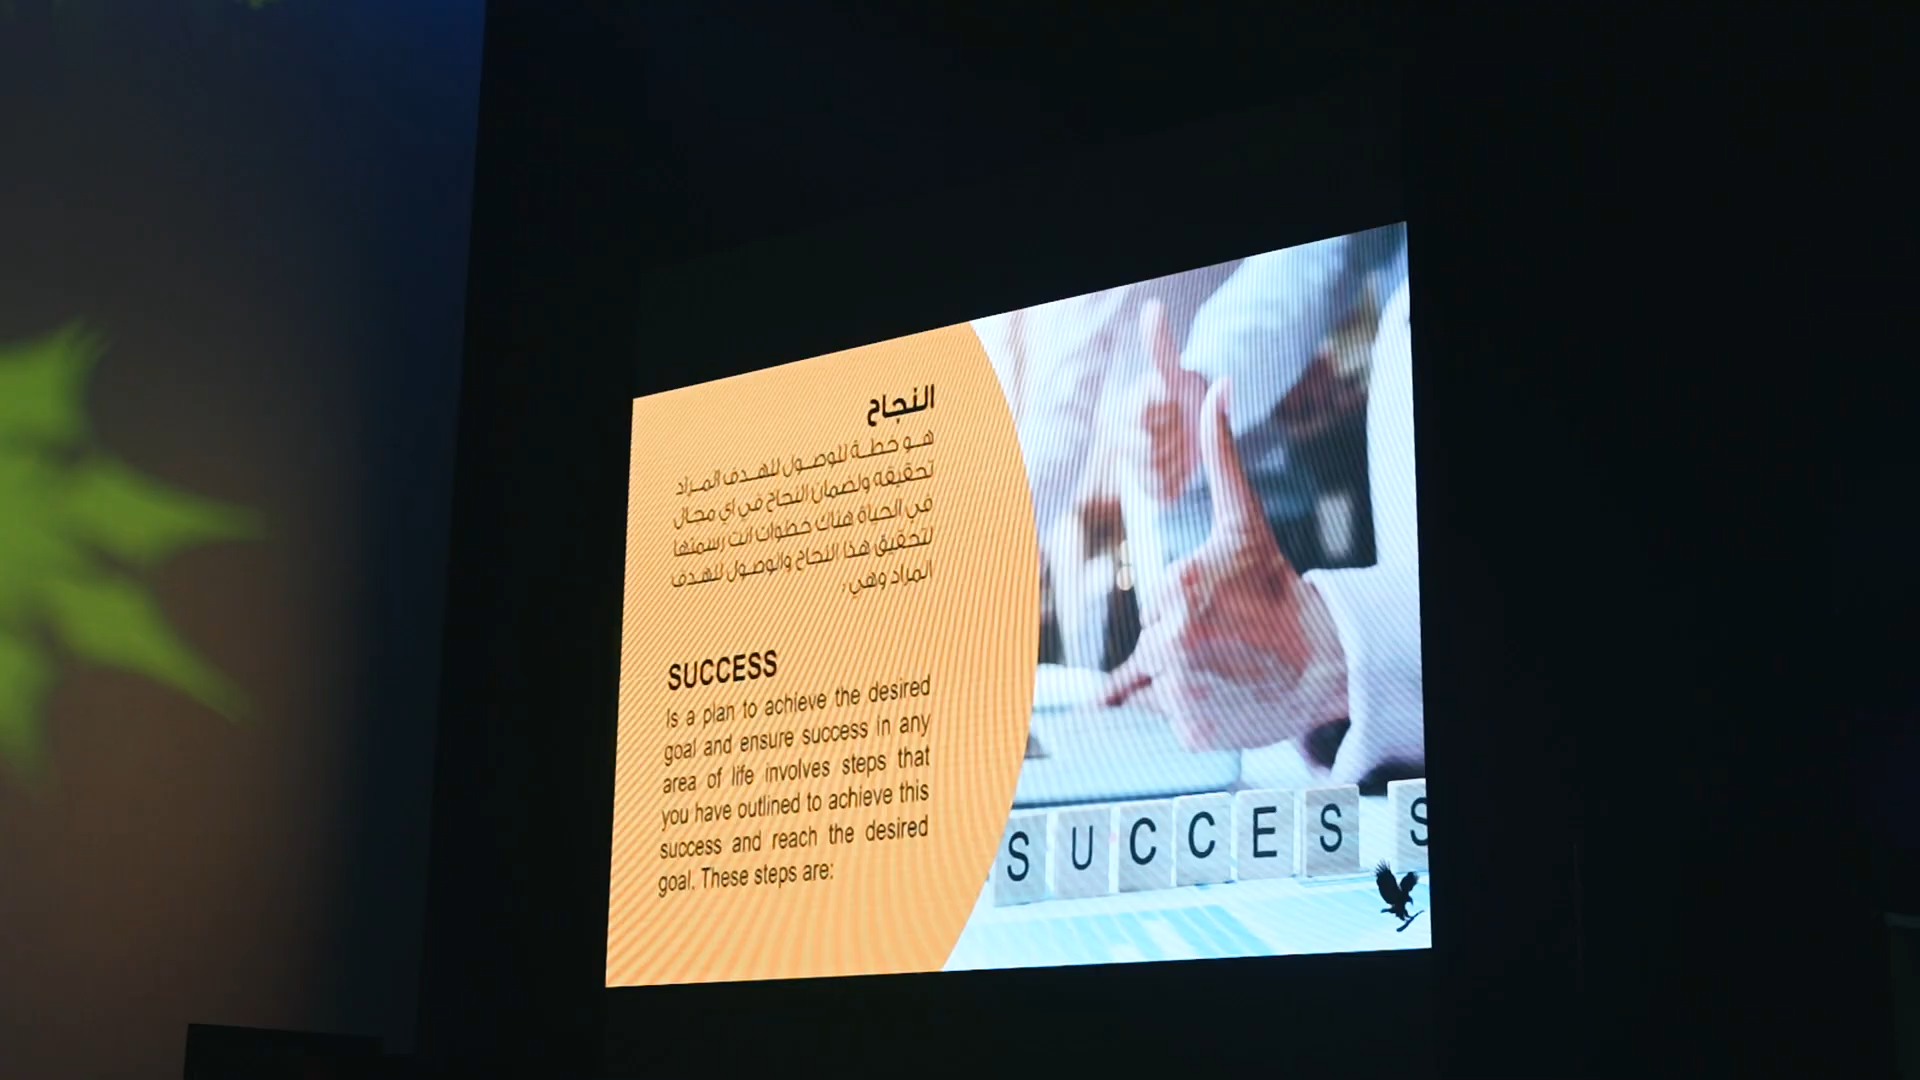 النجاح
هو خطة للوصول للهدف المراد
تحقيقه ولضمان النجاح في أي مجال
في الحياة هناك خطوات انت رسمتها
لتحقيق هذا النجاح والوصول للهدف
المراد وهي :
SUCCESS
Is a plan to achieve the desired
goal and ensure success in any
area of life involves steps that
you have outlined to achieve this
success and reach the desired
goal. These steps are:
SUCCESS